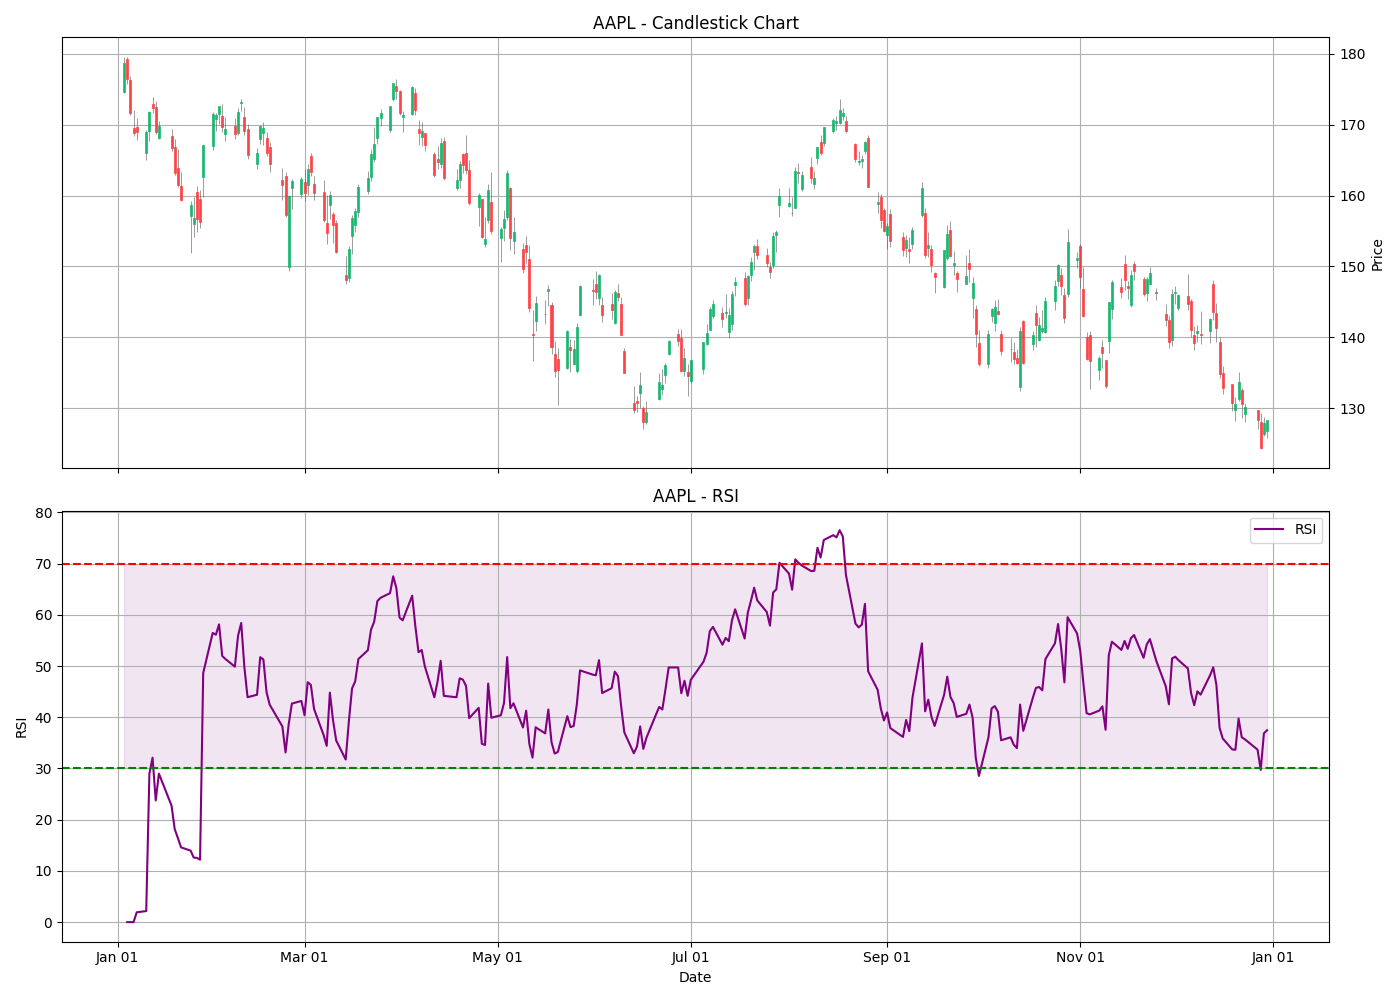 AAPL - Candlestick Chart
180
170
160
150
140
130
Price
AAPL - RSI
RSI
80
70
60
50
40
30
20
10
0
RSI
Jan 01
Mar 01
May 01
Jul 01
Sep 01
Nov 01
Jan 01
Date